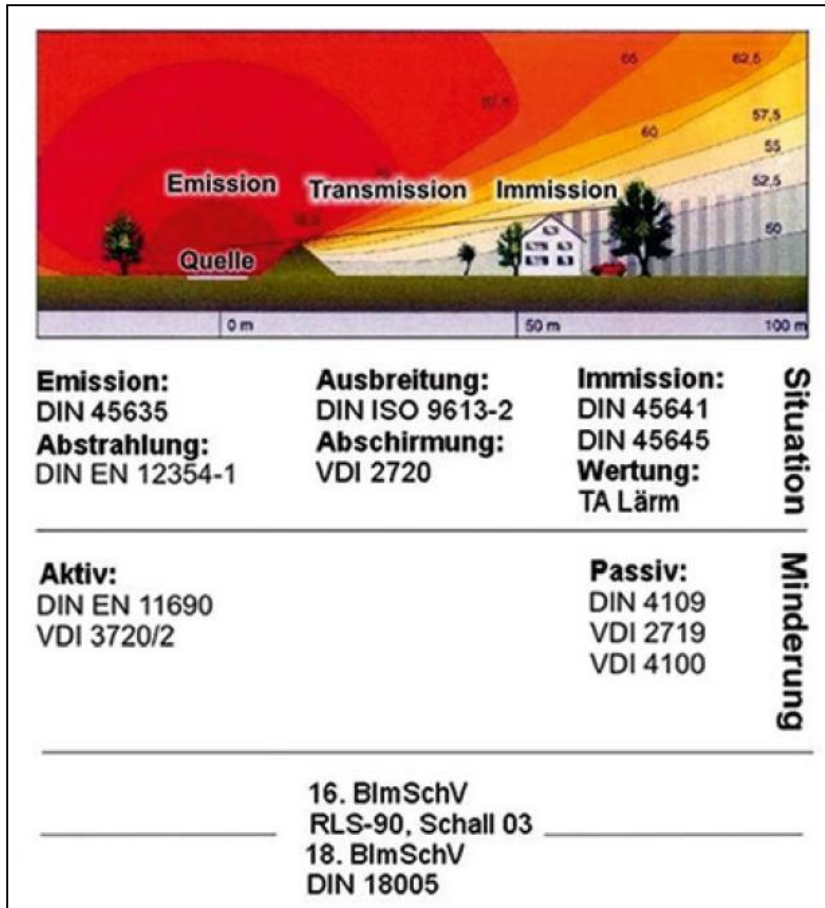 65
62,5
67,5
57,5
60
55
52,5
Emission
Transmission
Immission
50
Quelle
0 m
50 m
100 m
Emission:
DIN 45635
Abstrahlung:
DIN EN 12354-1
Ausbreitung:
DIN ISO 9613-2
Abschirmung:
VDI 2720
Immission:
DIN 45641
DIN 45645
Wertung:
TA Lärm
Situation
Aktiv:
DIN EN 11690
VDI 3720/2
Passiv:
DIN 4109
VDI 2719
VDI 4100
Minderung
16. BImSchV
RLS-90, Schall 03
18. BImSchV
DIN 18005